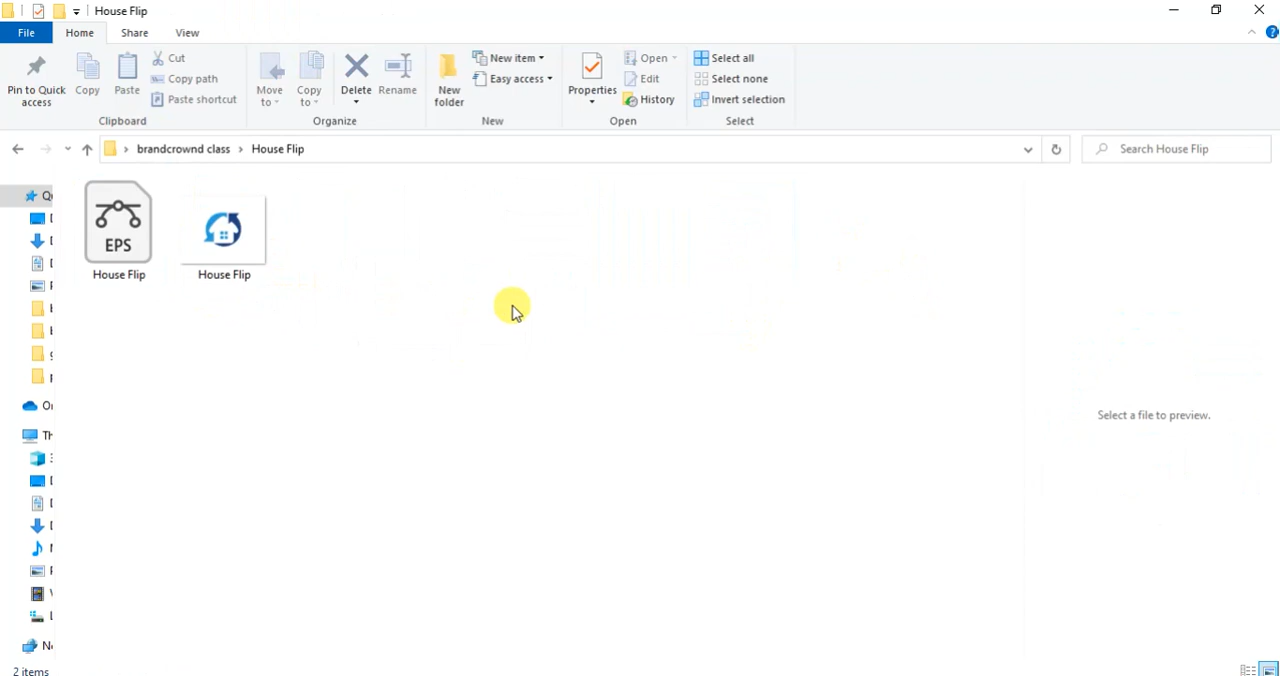 House Flip
File Home Share View
Pin to Quick access
Copy
Paste
Cut
Copy path
Paste shortcut
Clipboard
Move to
Copy to
Delete
Rename
Organize
New folder
New item
Easy access
New
Properties
Open
Edit
History
Open
Select all
Select none
Invert selection
Select
brandcrownd class › House Flip
Search House Flip
EPS
House Flip
House Flip
Select a file to preview.
2 items